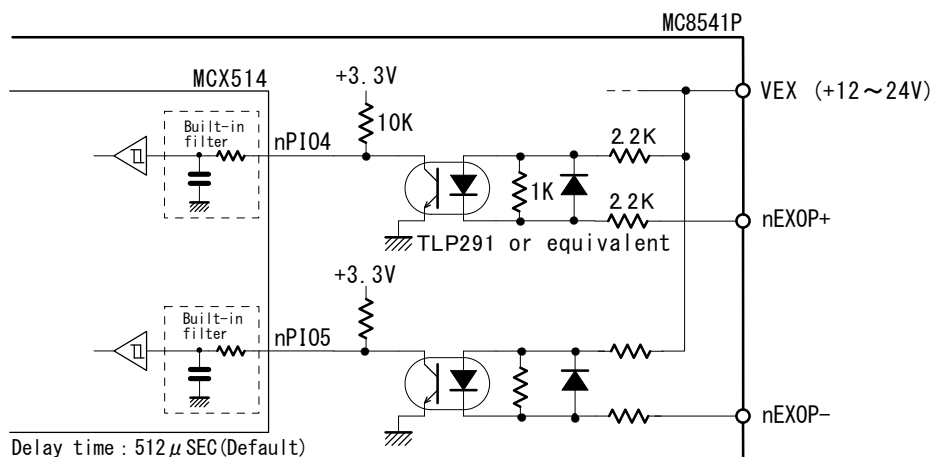 MC8541P
MCX514
+3.3V
VEX (+12～24V)
Built-in
filter
nPIO4
10K
2.2K
1K
2.2K
nEXOP+
TLP291 or equivalent
+3.3V
Built-in
filter
nPIO5
nEXOP-
Delay time : 512μSEC(Default)